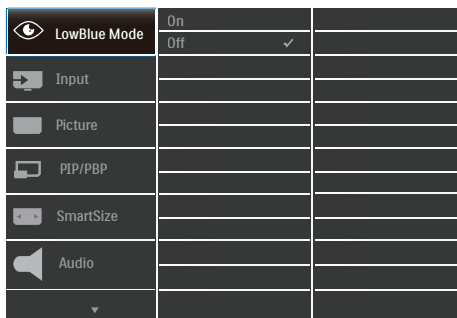 LowBlue Mode
On
Off
Input
Picture
PIP/PBP
SmartSize
Audio